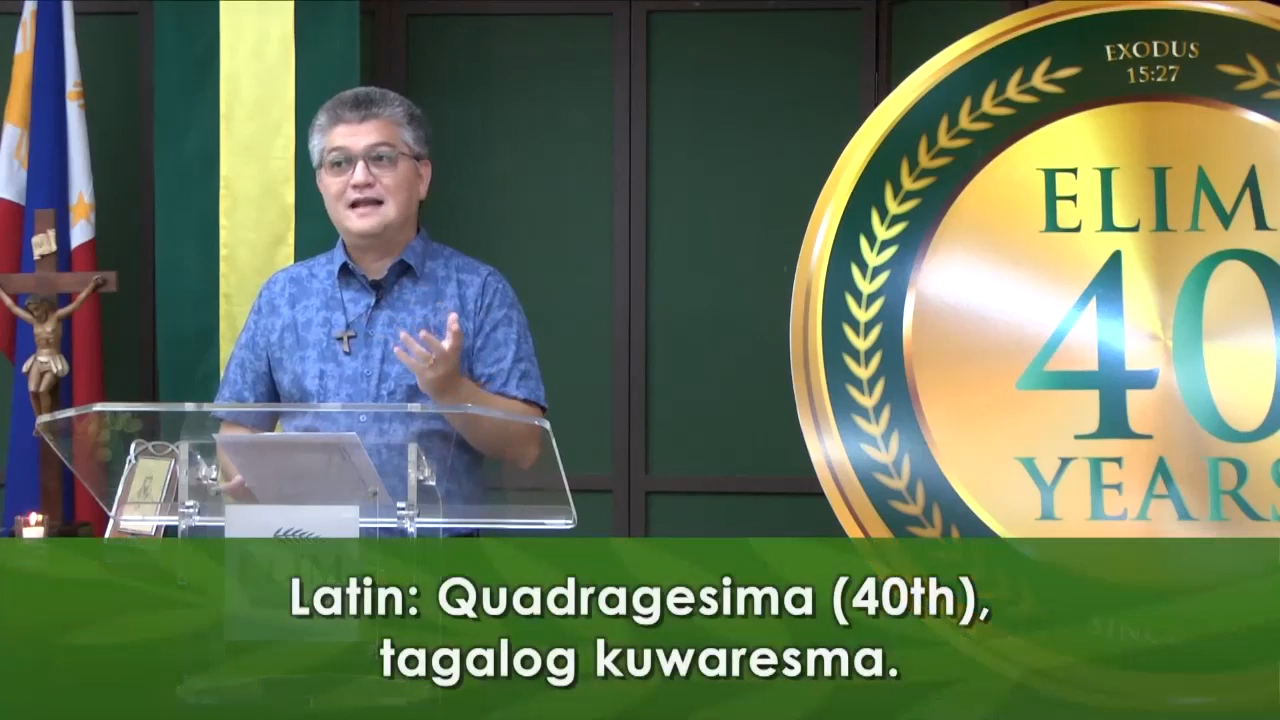 EXODUS
15:27
ELIM
40
YEARS
Latin: Quadragesima (40th),
tagalog kuwaresma.